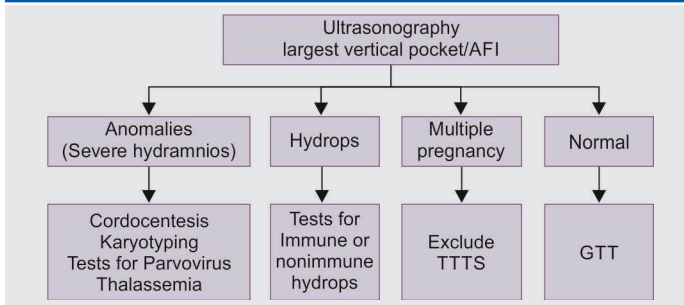 Ultrasonography
largest vertical pocket/AFI
Anomalies
(Severe hydramnios)
Hydrops
Multiple
pregnancy
Normal
Cordocentesis
Karyotyping
Tests for Parvovirus
Thalassemia
Tests for
Immune or
nonimmune
hydrops
Exclude
TTTS
GTT